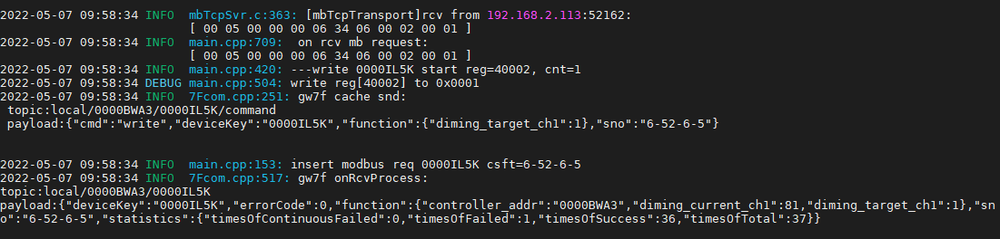 2022-05-07 09:58:34 INFO  mbTcpSvr.c:363: [mbTcpTransport]rcv from 192.168.2.113:52162:
[ 00 05 00 00 00 06 34 06 00 02 00 01 ]
2022-05-07 09:58:34 INFO  main.cpp:709:  on rcv mb request:
[ 00 05 00 00 00 06 34 06 00 02 00 01 ]
2022-05-07 09:58:34 INFO  main.cpp:420: ---write 0000IL5K start reg=40002, cnt=1
2022-05-07 09:58:34 DEBUG main.cpp:504: write reg[40002] to 0x0001
2022-05-07 09:58:34 INFO  7Fcom.cpp:251: gw7f cache snd:
topic:local/0000BWA3/0000IL5K/command
payload:{"cmd":"write","deviceKey":"0000IL5K","function":{"diming_target_ch1":1},"sno":"6-52-6-5"}
2022-05-07 09:58:34 INFO  main.cpp:153: insert modbus req 0000IL5K csft=6-52-6-5
2022-05-07 09:58:34 INFO  7Fcom.cpp:517: gw7f onRcvProcess:
topic:local/0000BWA3/0000IL5K
payload:{"deviceKey":"0000IL5K","errorCode":0,"function":{"controller_addr":"0000BWA3","diming_current_ch1":81,"diming_target_ch1":1},"sn
o":"6-52-6-5","statistics":{"timesOfContinuousFailed":0,"timesOfFailed":1,"timesOfSuccess":36,"timesOfTotal":37}}